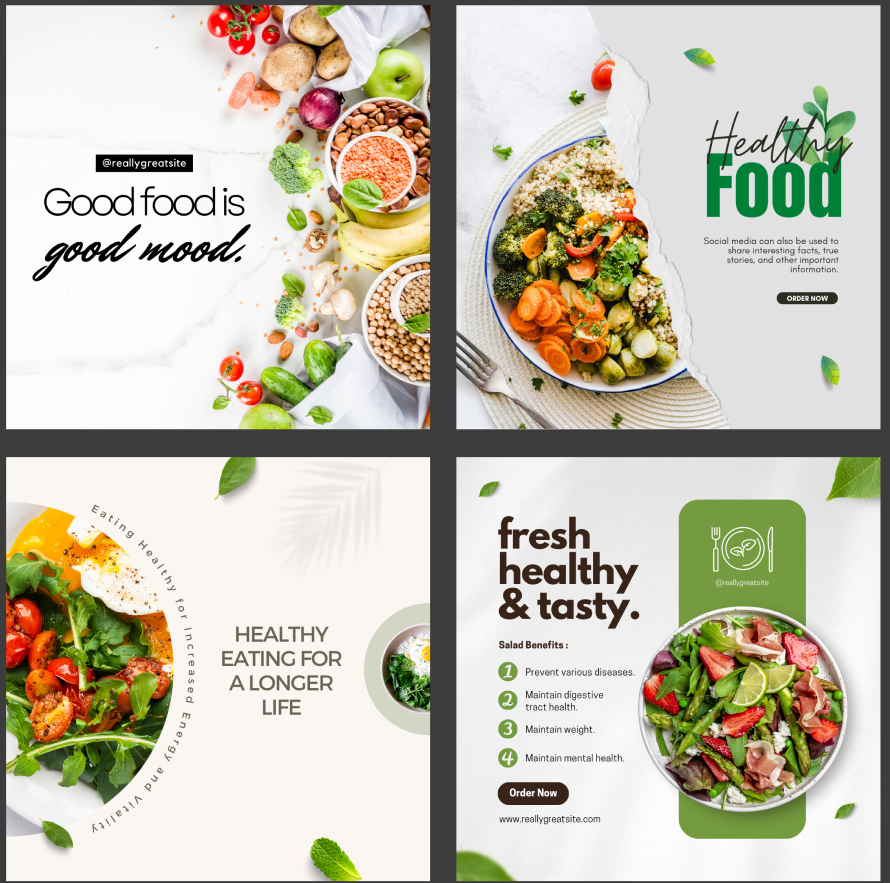 @reallygreatsite
Good food is
good mood.
Healthy
Food
Social media can also be used to
share interesting facts, true
stories, and other important
information.
ORDER NOW
Eating Healthy for Increased Energy and Vitality
HEALTHY
EATING FOR
A LONGER
LIFE
fresh
healthy
& tasty.
Salad Benefits :
1 Prevent various diseases.
2 Maintain digestive
tract health.
3 Maintain weight.
4 Maintain mental health.
Order Now
www.reallygreatsite.com
@reallygreatsite